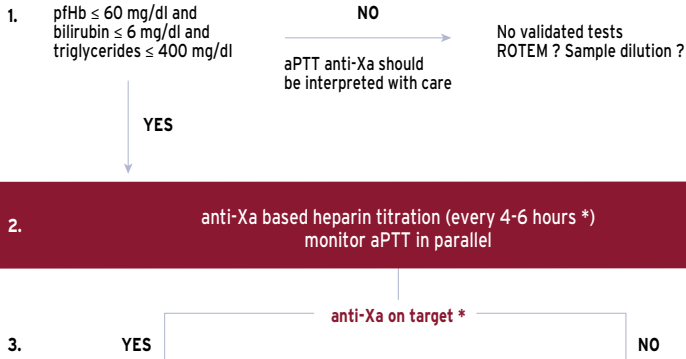 1.
pfHb ≤ 60 mg/dl and
bilirubin ≤ 6 mg/dl and
triglycerides ≤ 400 mg/dl
NO
aPTT anti-Xa should
be interpreted with care
No validated tests
ROTEM ? Sample dilution ?
YES
2.
anti-Xa based heparin titration (every 4-6 hours *)
monitor aPTT in parallel
anti-Xa on target *
3.
YES
NO